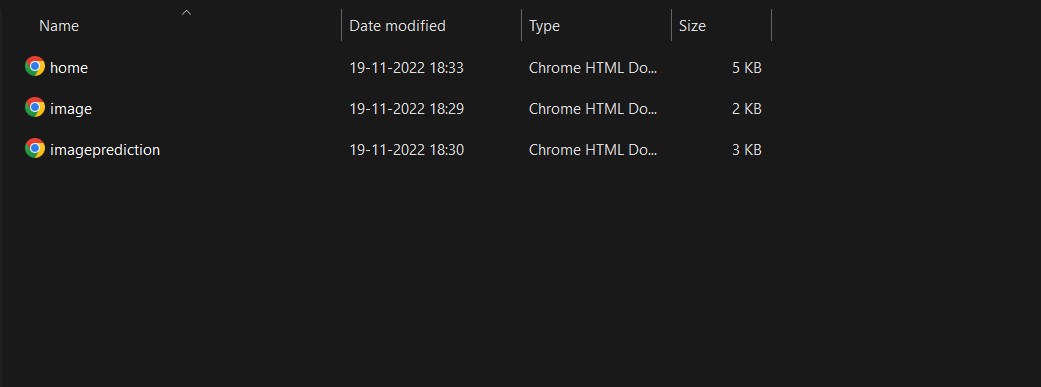 Name Date modified Type Size
home 19-11-2022 18:33 Chrome HTML Do... 5 KB
image 19-11-2022 18:29 Chrome HTML Do... 2 KB
imageprediction 19-11-2022 18:30 Chrome HTML Do... 3 KB